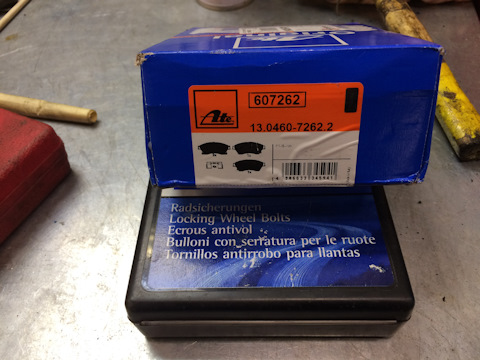 Ate
607262
13.0460-7262.2
Radsicherungen
Locking Wheel Bolts
Ecrous antivol
Bulloni con serratura per le ruote
Tornillos antirrobo para llantas